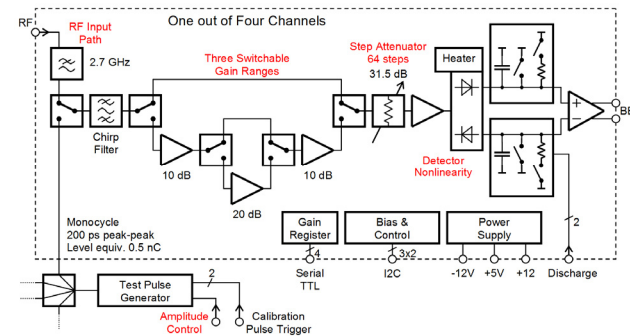 One out of Four Channels
RF
RF Input
Path
2.7 GHz
Three Switchable
Gain Ranges
Step Attenuator
64 steps
31.5 dB
Heater
Chirp
Filter
10 dB
20 dB
10 dB
Detector
Nonlinearity
+
−
BB
Monocycle
200 ps peak-peak
Level equiv. 0.5 nC
Gain
Register
Bias &
Control
Power
Supply
4
3x2
2
Serial
TTL
I2C
-12V
+5V
+12
Discharge
Test Pulse
Generator
2
Amplitude
Control
Calibration
Pulse Trigger